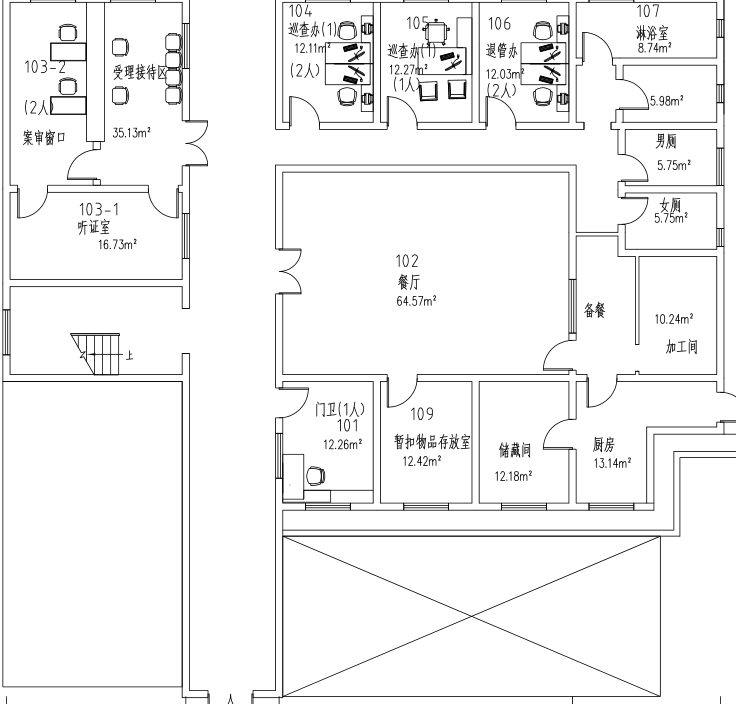 104
巡查办(1)
12.11m²
(2人)
105
巡查办(1)
12.27m²
(1人)
106
退管办
12.03m²
(2人)
107
淋浴室
8.74m²
103-2
(2人)
案审窗口
受理接待区
35.13m²
5.98m²
男厕
5.75m²
女厕
5.75m²
103-1
听证室
16.73m²
102
餐厅
64.57m²
备餐
10.24m²
加工间
上
门卫(1人)
101
12.26m²
109
暂扣物品存放室
12.42m²
储藏间
12.18m²
厨房
13.14m²